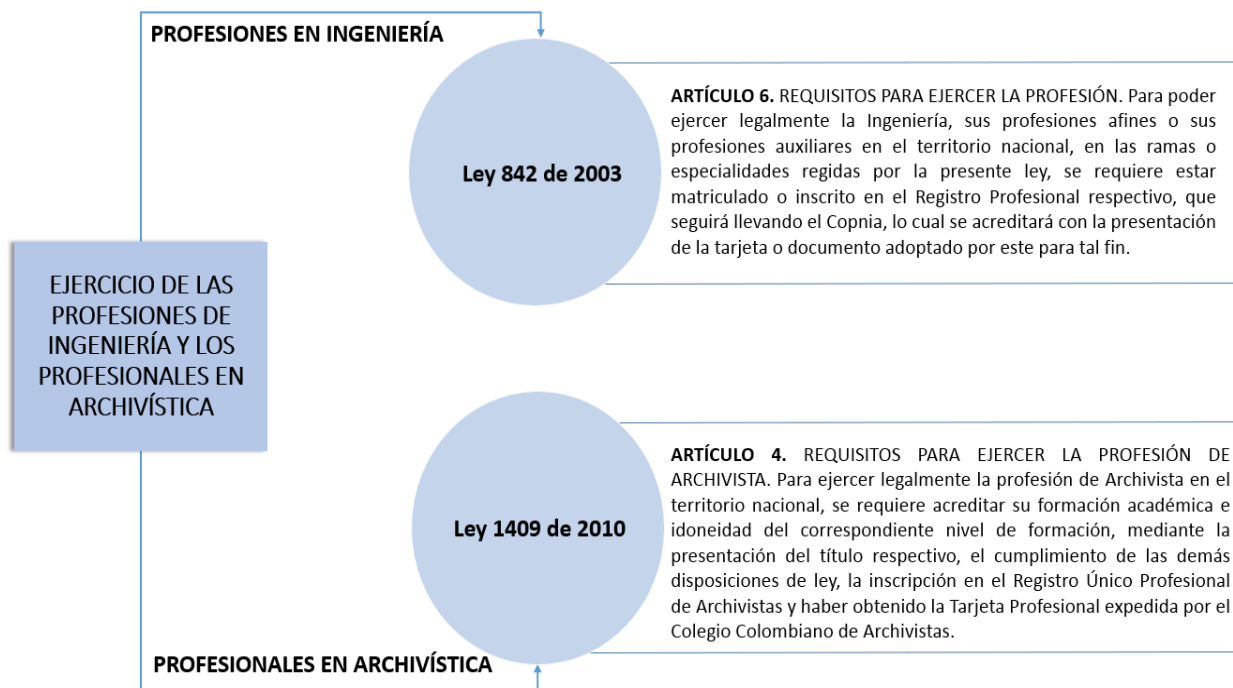 PROFESIONES EN INGENIERÍA
Ley 842 de 2003
ARTÍCULO 6. REQUISITOS PARA EJERCER LA PROFESIÓN. Para poder
ejercer legalmente la Ingeniería, sus profesiones afines o sus
profesiones auxiliares en el territorio nacional, en las ramas o
especialidades regidas por la presente ley, se requiere estar
matriculado o inscrito en el Registro Profesional respectivo, que
seguirá llevando el Copnia, lo cual se acreditará con la presentación
de la tarjeta o documento adoptado por este para tal fin.
EJERCICIO DE LAS
PROFESIONES DE
INGENIERÍA Y LOS
PROFESIONALES EN
ARCHIVÍSTICA
Ley 1409 de 2010
ARTÍCULO 4. REQUISITOS PARA EJERCER LA PROFESIÓN DE
ARCHIVISTA. Para ejercer legalmente la profesión de Archivista en el
territorio nacional, se requiere acreditar su formación académica e
idoneidad del correspondiente nivel de formación, mediante la
presentación del título respectivo, el cumplimiento de las demás
disposiciones de ley, la inscripción en el Registro Único Profesional
de Archivistas y haber obtenido la Tarjeta Profesional expedida por el
Colegio Colombiano de Archivistas.
PROFESIONALES EN ARCHIVÍSTICA